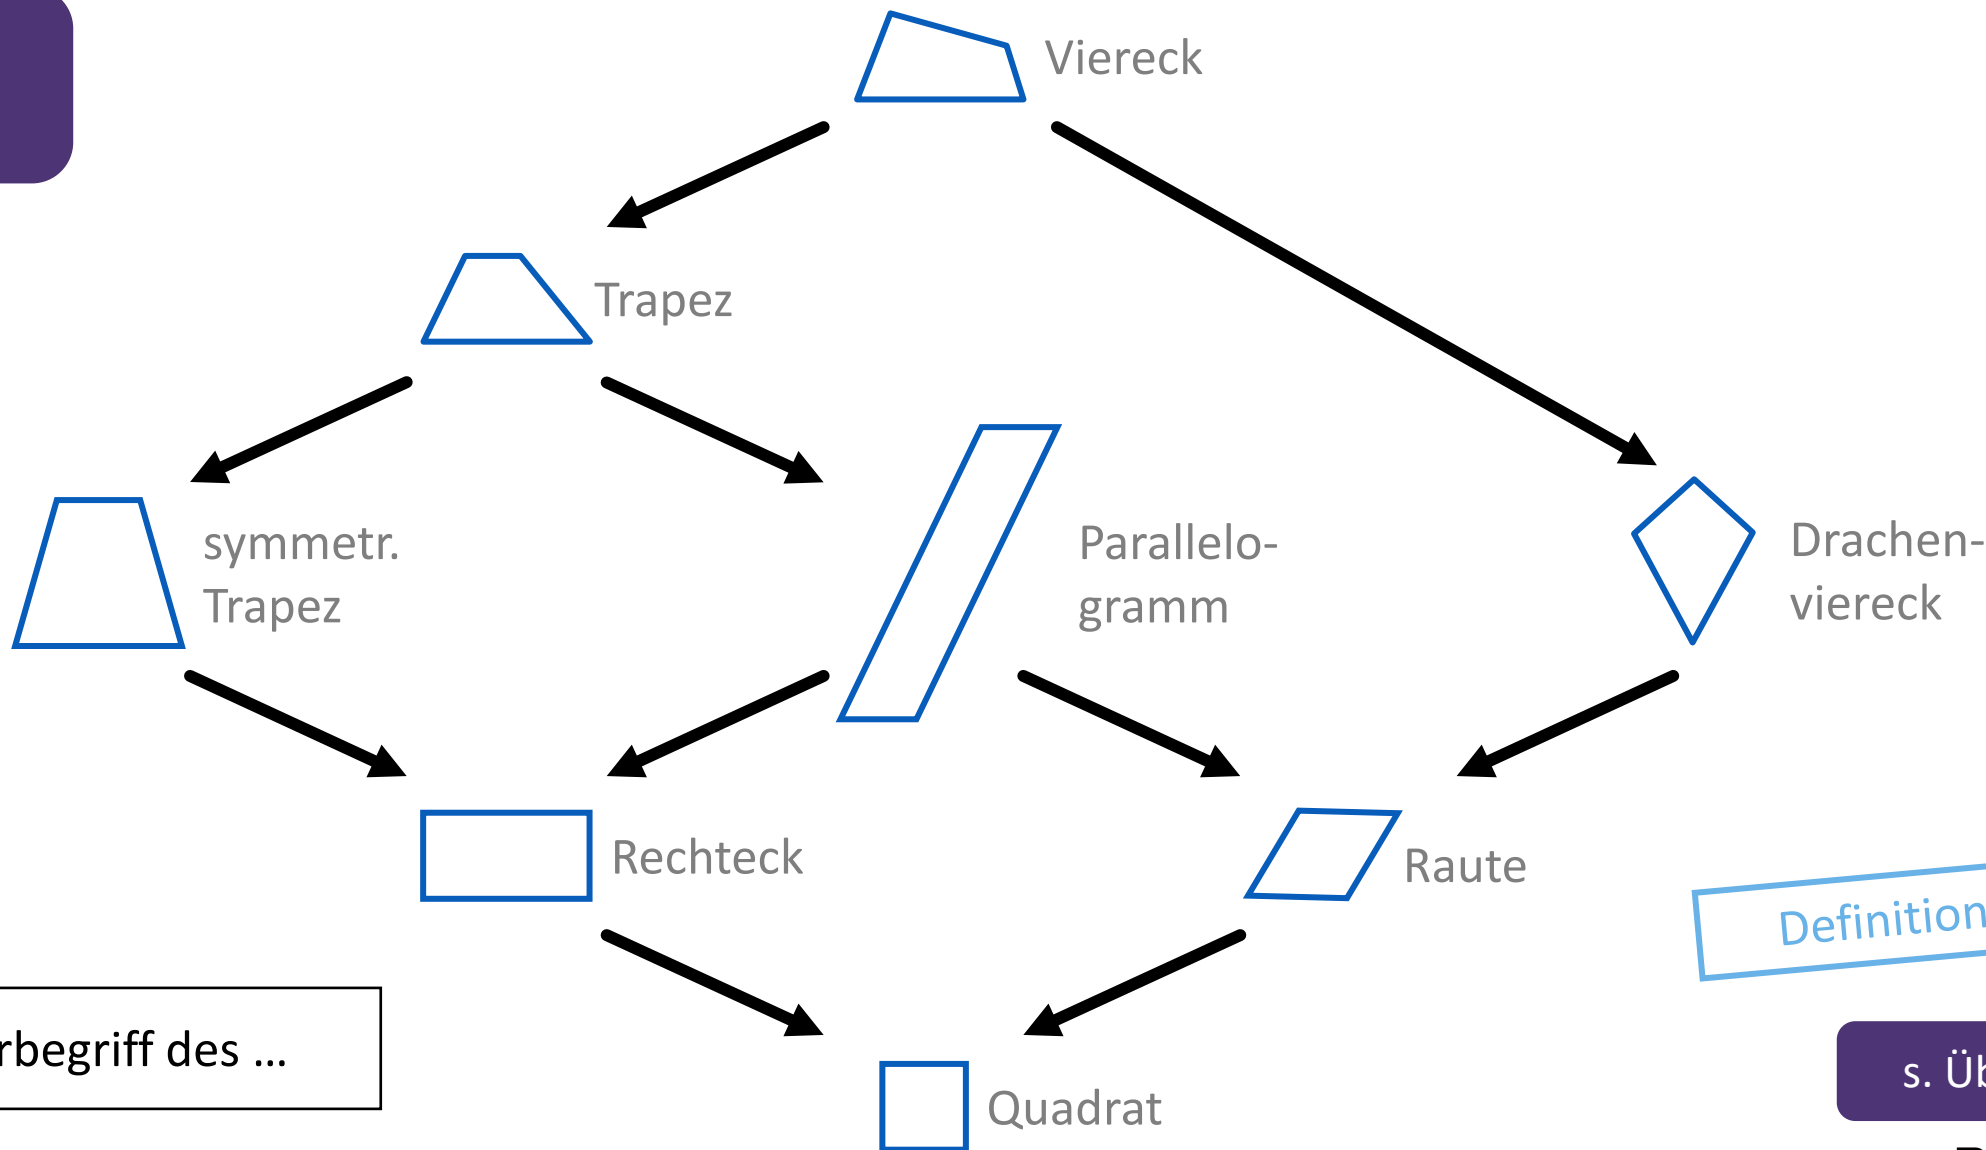 Viereck
Trapez
symmetr.
Trapez
Parallelo-
gramm
Drachen-
viereck
Rechteck
Raute
Definition
rbegriff des ...
s. Üb
Quadrat